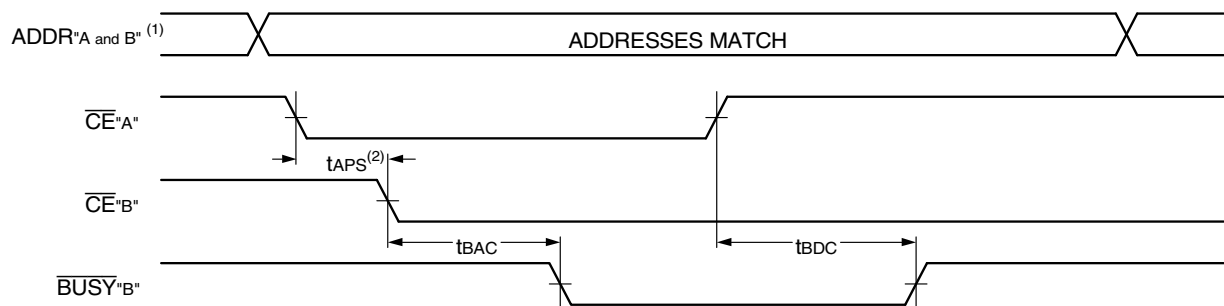 ADDR"A and B" (1)
ADDRESSES MATCH
CE"A"
tAPS(2)
CE"B"
tBAC
tBDC
BUSY"B"